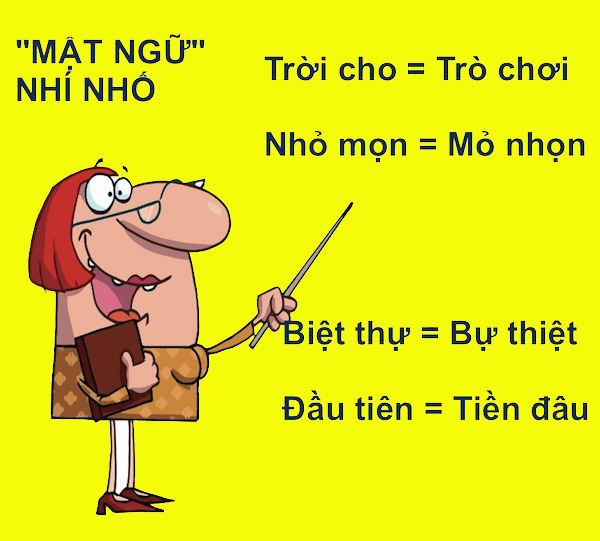 "MẬT NGỮ"
NHÍ NHỐ
Trời cho = Trò chơi
Nhỏ mọn = Mỏ nhọn
Biệt thự = Bự thiệt
Đầu tiên = Tiền đâu